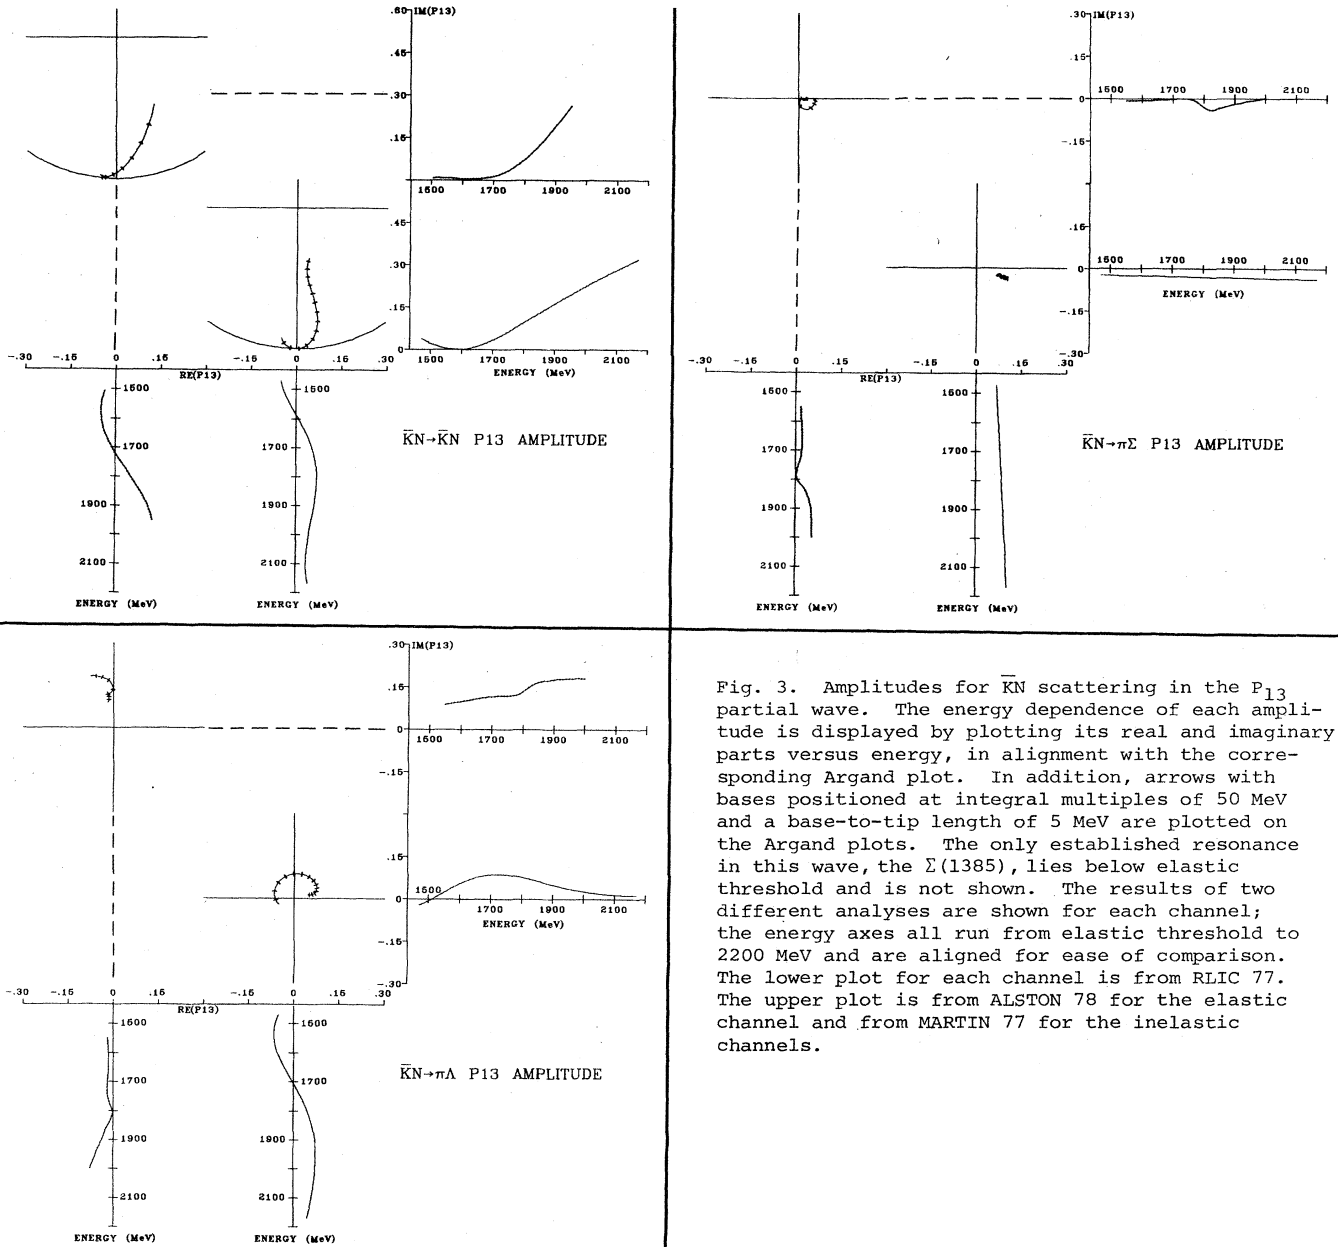 .60 IM(P13)
.45
.30
.15
1500 1700 1900 2100
.45
.30
.15
0
1500 1700 1900 2100
ENERGY (MeV)
-.30 -.15 0 .15 -.15 0 .15 .30
RE(P13)
1500
1700
1900
2100
ENERGY (MeV)
1500
1700
1900
2100
ENERGY (MeV)
K̅N→K̅N P13 AMPLITUDE
.30 IM(P13)
.15
0
1500 1700 1900 2100
-.15
.15
0
1500 1700 1900 2100
ENERGY (MeV)
-.15
-.30
-.30 -.15 0 .15 -.15 0 .15 .30
RE(P13)
1500
1700
1900
2100
ENERGY (MeV)
1500
1700
1900
2100
ENERGY (MeV)
K̅N→πΣ P13 AMPLITUDE
.30 IM(P13)
.15
0
1500 1700 1900 2100
-.15
.15
0
1500 1700 1900 2100
ENERGY (MeV)
-.15
-.30
-.30 -.15 0 .15 -.15 0 .15 .30
RE(P13)
1500
1700
1900
2100
ENERGY (MeV)
1500
1700
1900
2100
ENERGY (MeV)
K̅N→πΛ P13 AMPLITUDE
Fig. 3. Amplitudes for K̅N scattering in the P13
partial wave. The energy dependence of each ampli-
tude is displayed by plotting its real and imaginary
parts versus energy, in alignment with the corre-
sponding Argand plot. In addition, arrows with
bases positioned at integral multiples of 50 MeV
and a base-to-tip length of 5 MeV are plotted on
the Argand plots. The only established resonance
in this wave, the Σ(1385), lies below elastic
threshold and is not shown. The results of two
different analyses are shown for each channel;
the energy axes all run from elastic threshold to
2200 MeV and are aligned for ease of comparison.
The lower plot for each channel is from RLIC 77.
The upper plot is from ALSTON 78 for the elastic
channel and from MARTIN 77 for the inelastic
channels.